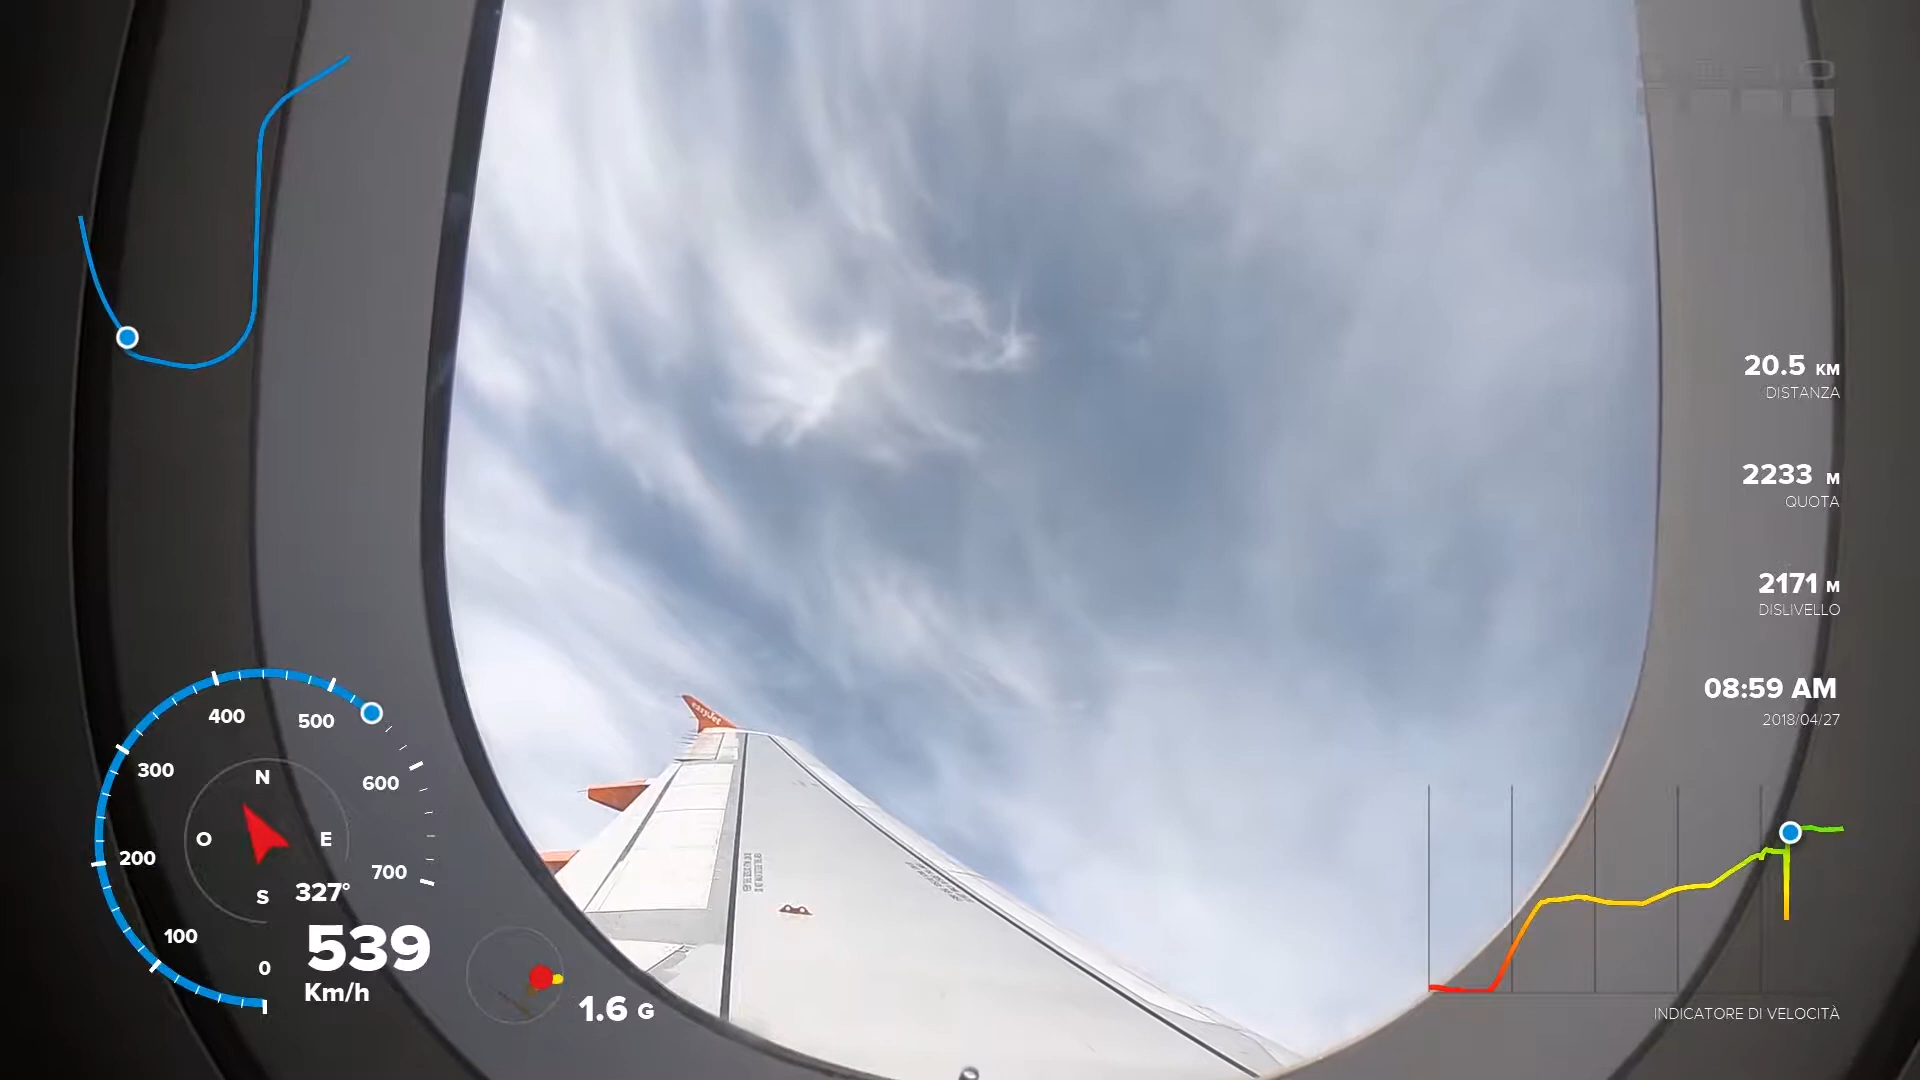 20.5 KM
DISTANZA
2233 M
QUOTA
2171 M
DISLIVELLO
08:59 AM
2018/04/27
easyJet
400
500
300
600
N
O
E
200
700
S
327°
100
539
0
Km/h
1.6 G
INDICATORE DI VELOCITÀ